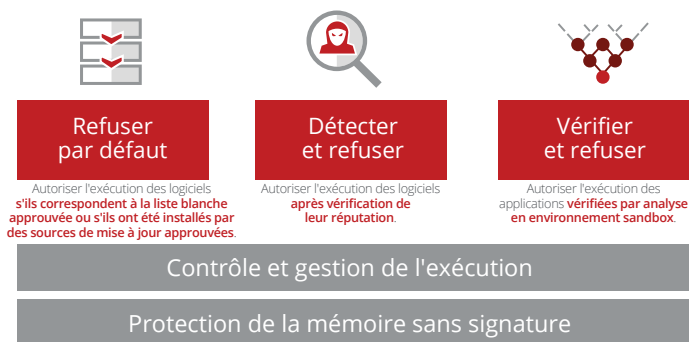 Refuser
par défaut
Autoriser l'exécution des logiciels
s'ils correspondent à la liste blanche
approuvée ou s'ils ont été installés par
des sources de mise à jour approuvées.
Détecter
et refuser
Autoriser l'exécution des logiciels
après vérification de
leur réputation.
Vérifier
et refuser
Autoriser l'exécution des
applications vérifiées par analyse
en environnement sandbox.
Contrôle et gestion de l'exécution
Protection de la mémoire sans signature